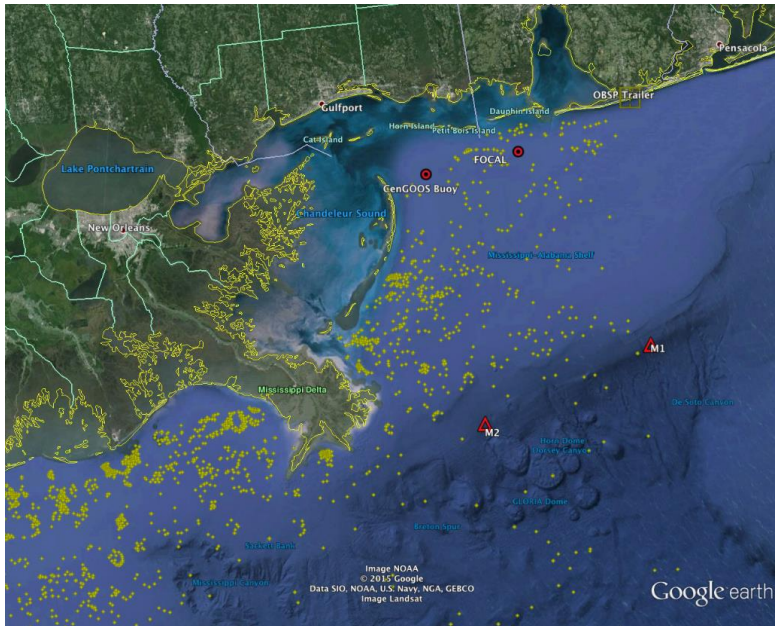 Pensacola
OBSP Trailer
Gulfport
Dauphin Island
Horn Island
Petit Bois Island
Cat Island
FOCAL
Lake Pontchartrain
CenGOOS Buoy
Chandeleur Sound
New Orleans
Mississippi-Alabama Shelf
M1
Mississippi Delta
De Soto Canyon
M2
Horn Dome
Dorsey Canyon
GLORIA Dome
Breton Spur
Sackett Bank
Mississippi Canyon
Image NOAA
© 2015 Google
Data SIO, NOAA, U.S. Navy, NGA, GEBCO
Image Landsat
Google earth